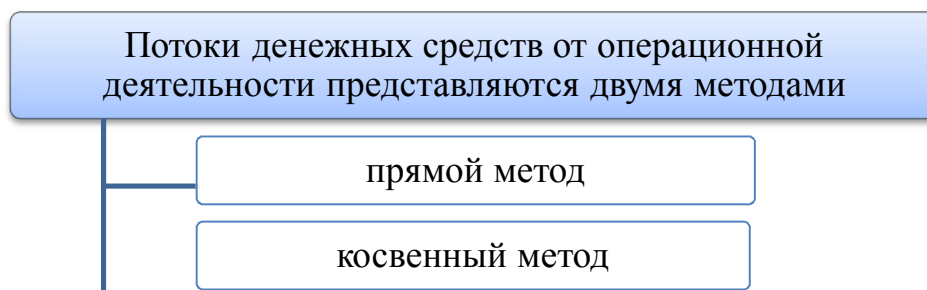 Потоки денежных средств от операционной
деятельности представляются двумя методами
прямой метод
косвенный метод